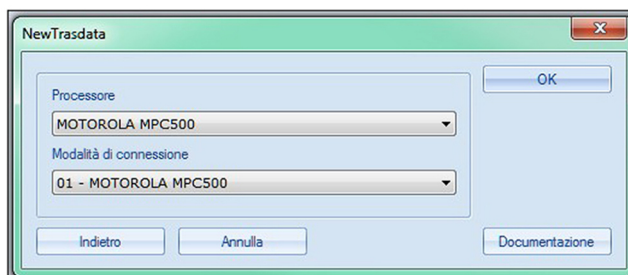 NewTrasdata
OK
Processore
MOTOROLA MPC500
Modalità di connessione
01 - MOTOROLA MPC500
Indietro
Annulla
Documentazione